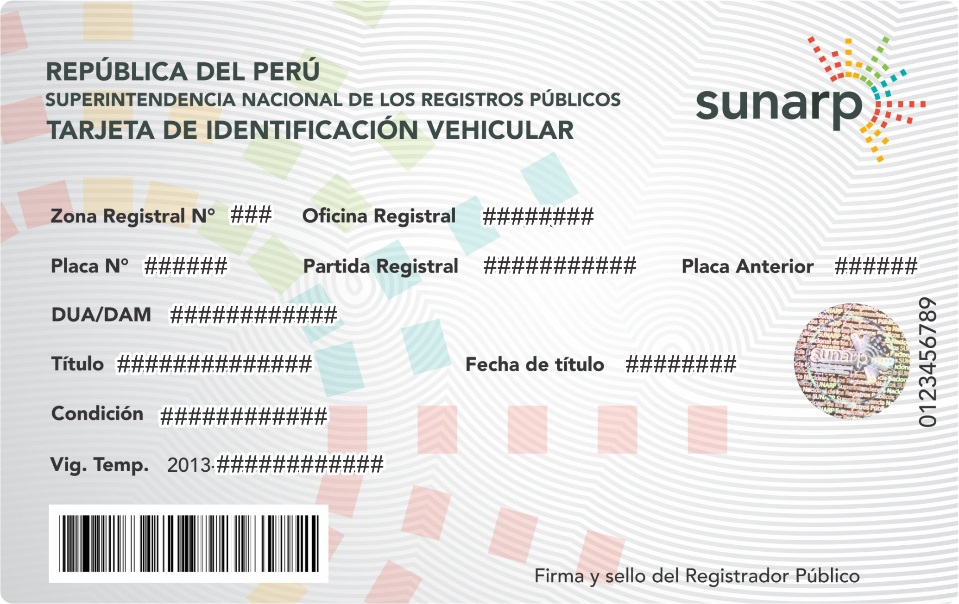 REPÚBLICA DEL PERÚ
SUPERINTENDENCIA NACIONAL DE LOS REGISTROS PÚBLICOS
TARJETA DE IDENTIFICACIÓN VEHICULAR
sunarp
Zona Registral N° ### Oficina Registral ########
Placa N° ###### Partida Registral ########### Placa Anterior ######
DUA/DAM ############
Título ############## Fecha de título ########
sunarp
0123456789
Condición ############
Vig. Temp. 2013-############
Firma y sello del Registrador Público